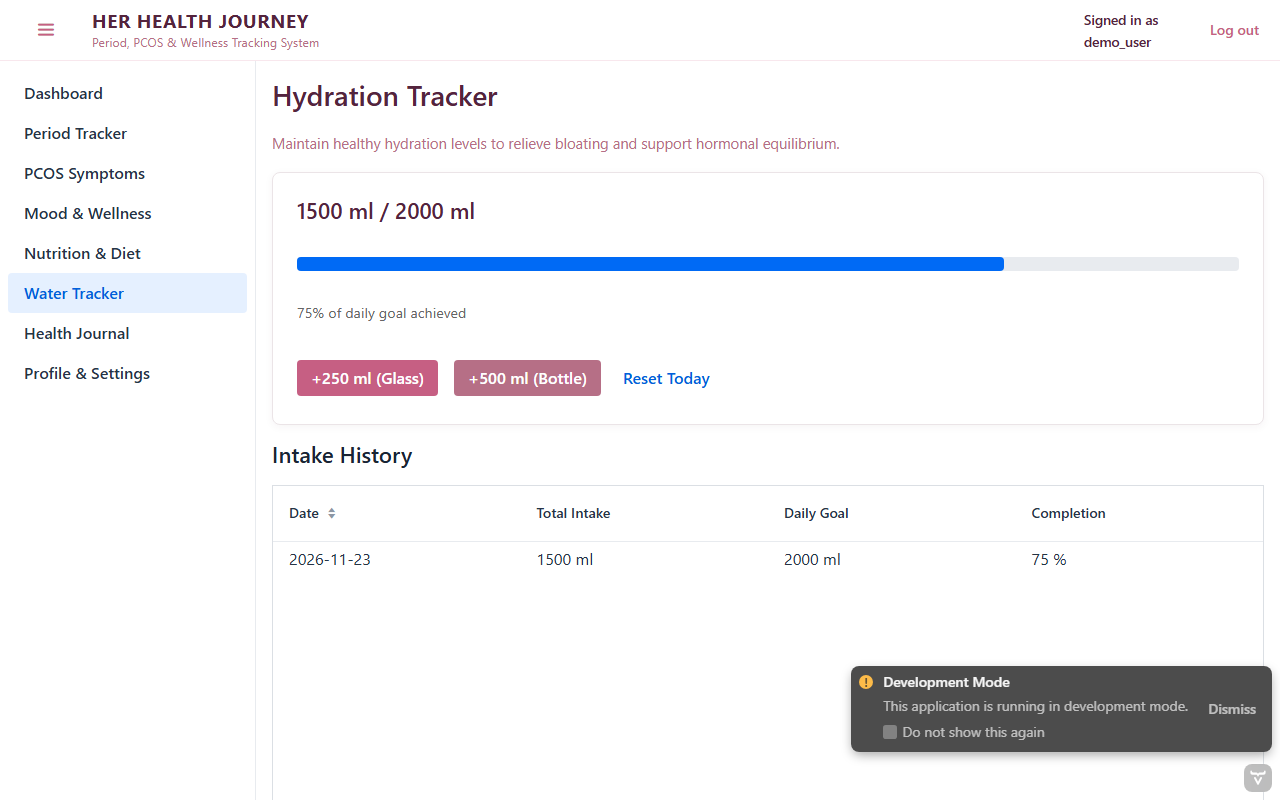 HER HEALTH JOURNEY
Period, PCOS & Wellness Tracking System
Signed in as
demo_user
Log out
Dashboard
Period Tracker
PCOS Symptoms
Mood & Wellness
Nutrition & Diet
Water Tracker
Health Journal
Profile & Settings
Hydration Tracker
Maintain healthy hydration levels to relieve bloating and support hormonal equilibrium.
1500 ml / 2000 ml
75% of daily goal achieved
+250 ml (Glass) +500 ml (Bottle) Reset Today
Intake History
Date Total Intake Daily Goal Completion
2026-11-23 1500 ml 2000 ml 75 %
Development Mode
This application is running in development mode.
Dismiss
Do not show this again